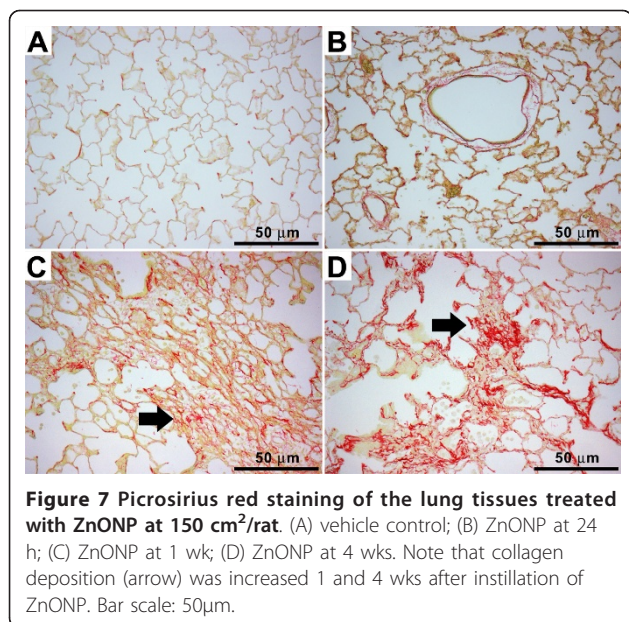 A
B
50 µm
50 µm
C
D
50 µm
50 µm
Figure 7 Picrosirius red staining of the lung tissues treated
with ZnONP at 150 cm²/rat. (A) vehicle control; (B) ZnONP at 24
h; (C) ZnONP at 1 wk; (D) ZnONP at 4 wks. Note that collagen
deposition (arrow) was increased 1 and 4 wks after instillation of
ZnONP. Bar scale: 50µm.